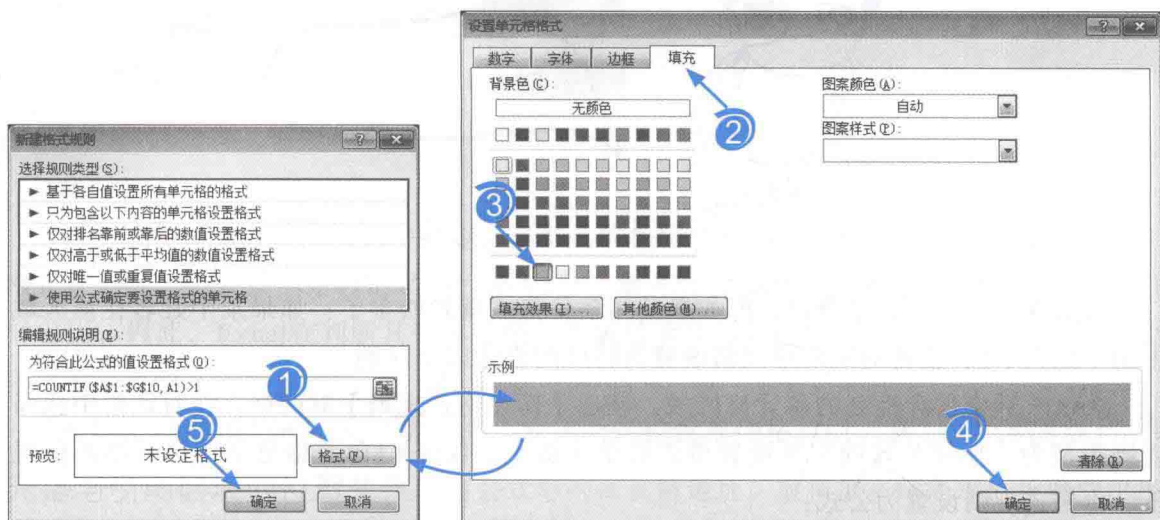 设置单元格格式
数字 字体 边框 填充
背景色(C):
无颜色
图案颜色(A):
自动
图案样式(P):
2
3
填充效果(I)... 其他颜色(M)...
示例
4
清除(R)
确定 取消
新建格式规则
选择规则类型(S):
► 基于各自值设置所有单元格的格式
► 只为包含以下内容的单元格设置格式
► 仅对排名靠前或靠后的数值设置格式
► 仅对高于或低于平均值的数值设置格式
► 仅对唯一值或重复值设置格式
► 使用公式确定要设置格式的单元格
编辑规则说明(E):
为符合此公式的值设置格式(O):
=COUNTIF($A$1:$G$10,A1)>1
1
5
预览: 未设定格式 格式(F)...
确定 取消